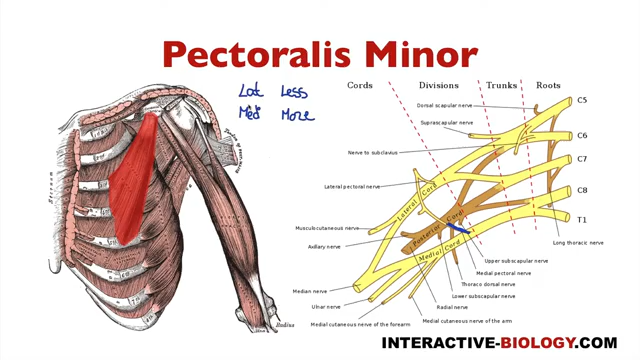 Pectoralis Minor
Lat Less
Med More
Cords Divisions Trunks Roots
Dorsal scapular nerve
C5
Suprascapular nerve
C6
Nerve to subclavius
C7
Lateral pectoral nerve
C8
Lateral Cord
T1
Posterior Cord
Musculocutaneous nerve
Medial Cord
Axillary nerve
Long thoracic nerve
Upper subscapular nerve
Medial pectoral nerve
Thoraco dorsal nerve
Median nerve
Lower subscapular nerve
Ulnar nerve
Radial nerve
Medial cutaneous nerve of the forearm
Medial cutaneous nerve of the arm
Sternum
Radius
INTERACTIVE-BIOLOGY.COM